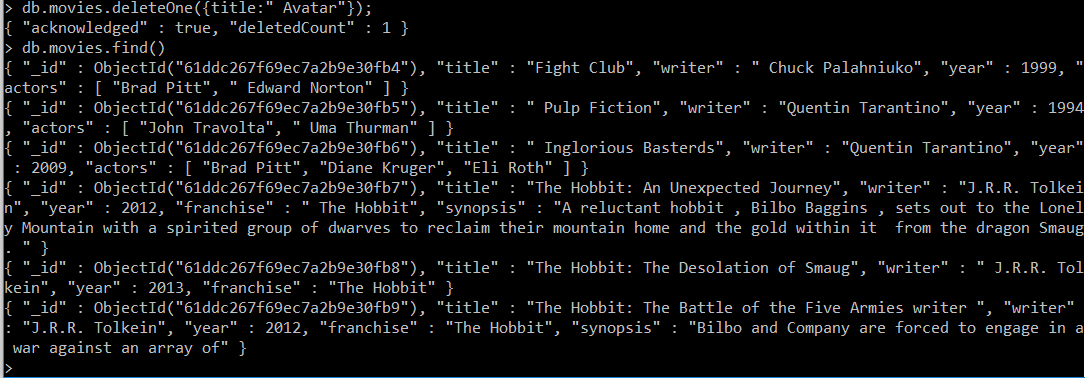 > db.movies.deleteOne({title:" Avatar"});
{ "acknowledged" : true, "deletedCount" : 1 }
> db.movies.find()
{ "_id" : ObjectId("61ddc267f69ec7a2b9e30fb4"), "title" : "Fight Club", "writer" : " Chuck Palahniuko", "year" : 1999, "
actors" : [ "Brad Pitt", " Edward Norton" ] }
{ "_id" : ObjectId("61ddc267f69ec7a2b9e30fb5"), "title" : " Pulp Fiction", "writer" : "Quentin Tarantino", "year" : 1994
, "actors" : [ "John Travolta", " Uma Thurman" ] }
{ "_id" : ObjectId("61ddc267f69ec7a2b9e30fb6"), "title" : " Inglorious Basterds", "writer" : "Quentin Tarantino", "year"
 : 2009, "actors" : [ "Brad Pitt", "Diane Kruger", "Eli Roth" ] }
{ "_id" : ObjectId("61ddc267f69ec7a2b9e30fb7"), "title" : "The Hobbit: An Unexpected Journey", "writer" : "J.R.R. Tolkei
n", "year" : 2012, "franchise" : " The Hobbit", "synopsis" : "A reluctant hobbit , Bilbo Baggins , sets out to the Lonel
y Mountain with a spirited group of dwarves to reclaim their mountain home and the gold within it  from the dragon Smaug
. " }
{ "_id" : ObjectId("61ddc267f69ec7a2b9e30fb8"), "title" : "The Hobbit: The Desolation of Smaug", "writer" : " J.R.R. Tol
kein", "year" : 2013, "franchise" : "The Hobbit" }
{ "_id" : ObjectId("61ddc267f69ec7a2b9e30fb9"), "title" : "The Hobbit: The Battle of the Five Armies writer ", "writer"
: "J.R.R. Tolkein", "year" : 2012, "franchise" : "The Hobbit", "synopsis" : "Bilbo and Company are forced to engage in a
 war against an array of" }
>